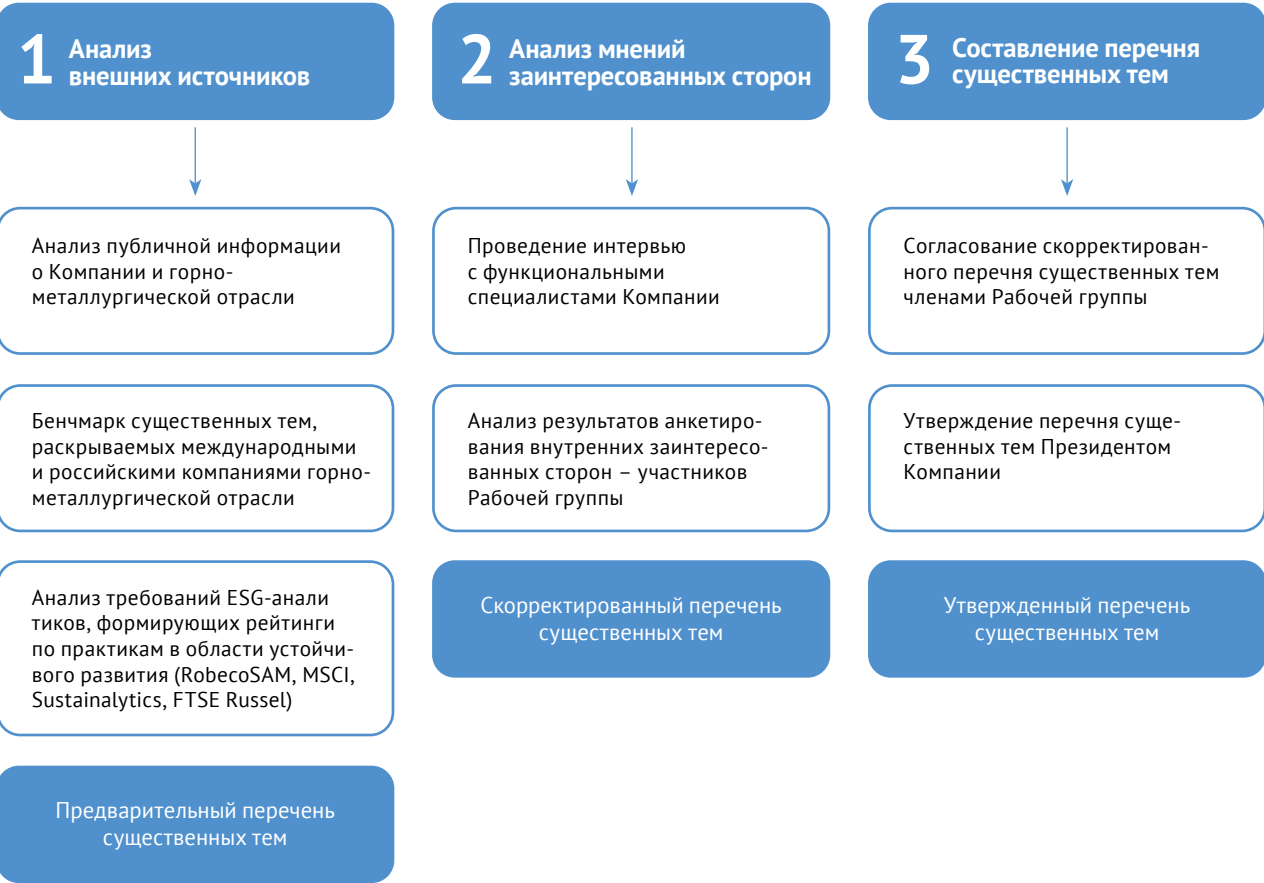 1
Анализ
внешних источников
Анализ публичной информации
о Компании и горно-
металлургической отрасли
Бенчмарк существенных тем,
раскрываемых международными
и российскими компаниями горно-
металлургической отрасли
Анализ требований ESG-анали
тиков, формирующих рейтинги
по практикам в области устойчи-
вого развития (RobecoSAM, MSCI,
Sustainalytics, FTSE Russel)
Предварительный перечень
существенных тем
2
Анализ мнений
заинтересованных сторон
Проведение интервью
с функциональными
специалистами Компании
Анализ результатов анкетиро-
вания внутренних заинтересо-
ванных сторон – участников
Рабочей группы
Скорректированный перечень
существенных тем
3
Составление перечня
существенных тем
Согласование скорректирован-
ного перечня существенных тем
членами Рабочей группы
Утверждение перечня суще-
ственных тем Президентом
Компании
Утвержденный перечень
существенных тем